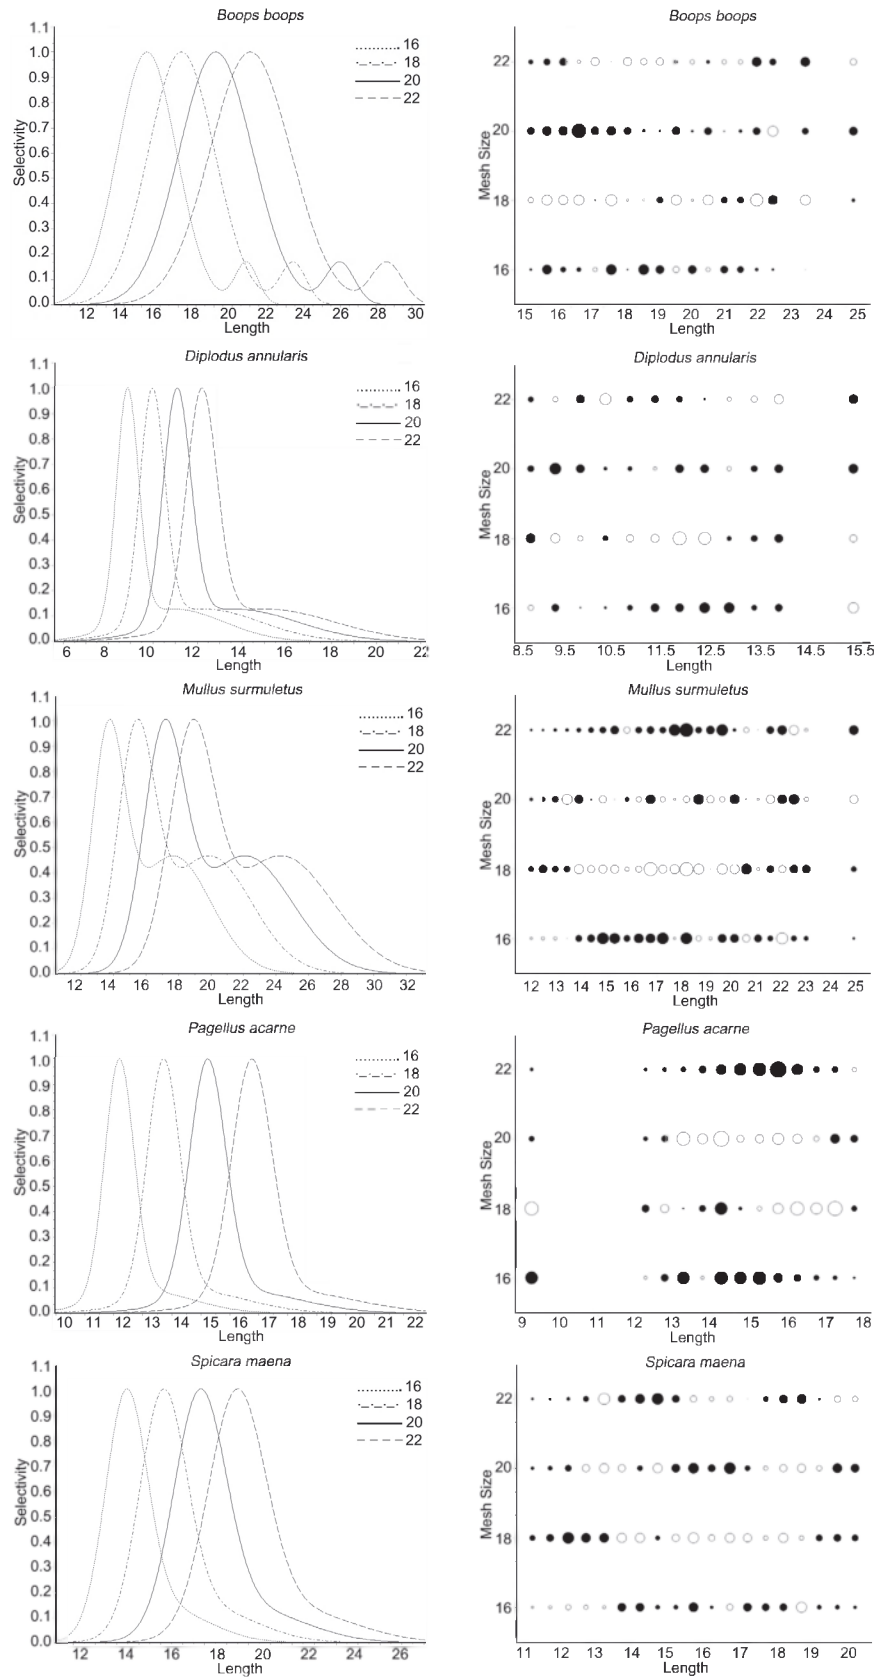 Boops boops
1.1
1.0
0.9
0.8
0.7
0.6
0.5
0.4
0.3
0.2
0.1
0.0
Selectivity
16
18
20
22
12 14 16 18 20 22 24 26 28 30
Length
Boops boops
22
20
18
16
Mesh Size
15 16 17 18 19 20 21 22 23 24 25
Length
Diplodus annularis
1.1
1.0
0.9
0.8
0.7
0.6
0.5
0.4
0.3
0.2
0.1
0.0
Selectivity
16
18
20
22
6 8 10 12 14 16 18 20 22
Length
Diplodus annularis
22
20
18
16
Mesh Size
8.5 9.5 10.5 11.5 12.5 13.5 14.5 15.5
Length
Mullus surmuletus
1.1
1.0
0.9
0.8
0.7
0.6
0.5
0.4
0.3
0.2
0.1
0.0
Selectivity
16
18
20
22
12 14 16 18 20 22 24 26 28 30 32
Length
Mullus surmuletus
22
20
18
16
Mesh Size
12 13 14 15 16 17 18 19 20 21 22 23 24 25
Length
Pagellus acarne
1.1
1.0
0.9
0.8
0.7
0.6
0.5
0.4
0.3
0.2
0.1
0.0
Selectivity
16
18
20
22
10 11 12 13 14 15 16 17 18 19 20 21 22
Length
Pagellus acarne
22
20
18
16
Mesh Size
9 10 11 12 13 14 15 16 17 18
Length
Spicara maena
1.1
1.0
0.9
0.8
0.7
0.6
0.5
0.4
0.3
0.2
0.1
0.0
Selectivity
16
18
20
22
12 14 16 18 20 22 24 26
Length
Spicara maena
22
20
18
16
Mesh Size
11 12 13 14 15 16 17 18 19 20
Length